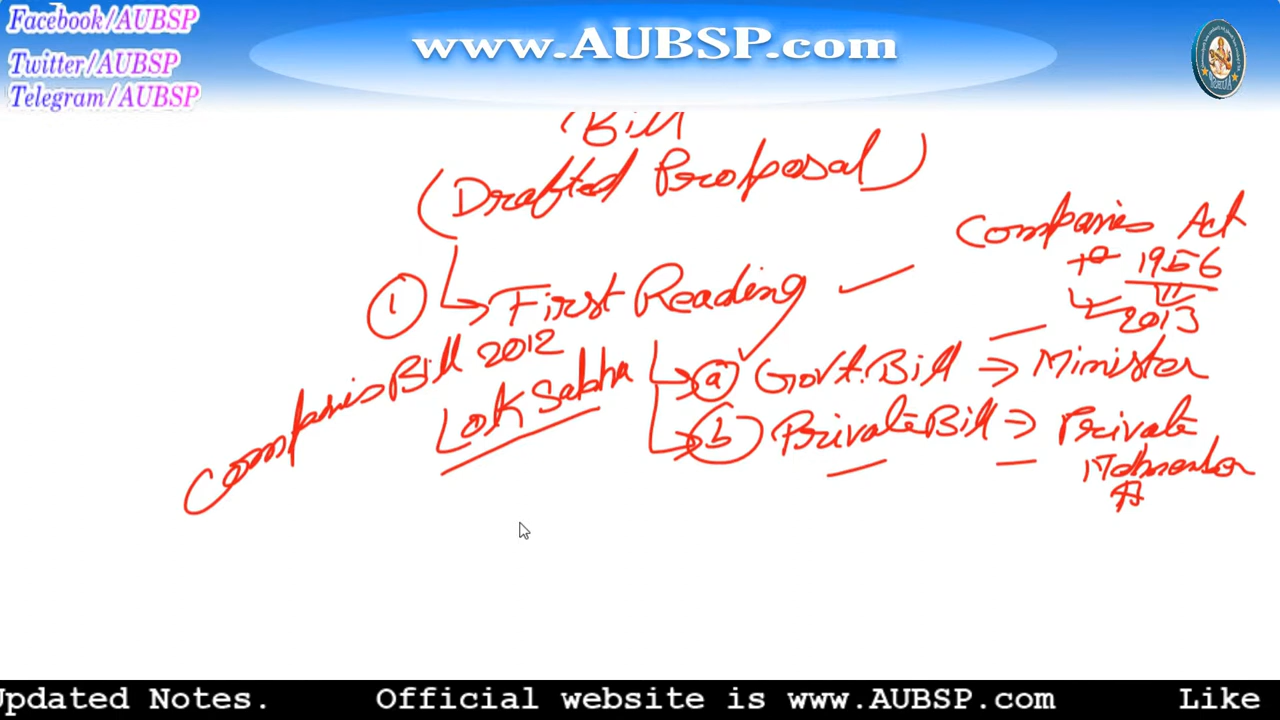 Facebook/AUBSP
Twitter/AUBSP
Telegram/AUBSP
www.AUBSP.com
(Bill
(Drafted Proposal)
Companies Act
1956
2013
1 First Reading
Companies Bill 2012
Lok Sabha
a Govt. Bill ⇒ Minister
b Private Bill ⇒ Private
Updated Notes. Official website is www.AUBSP.com Like